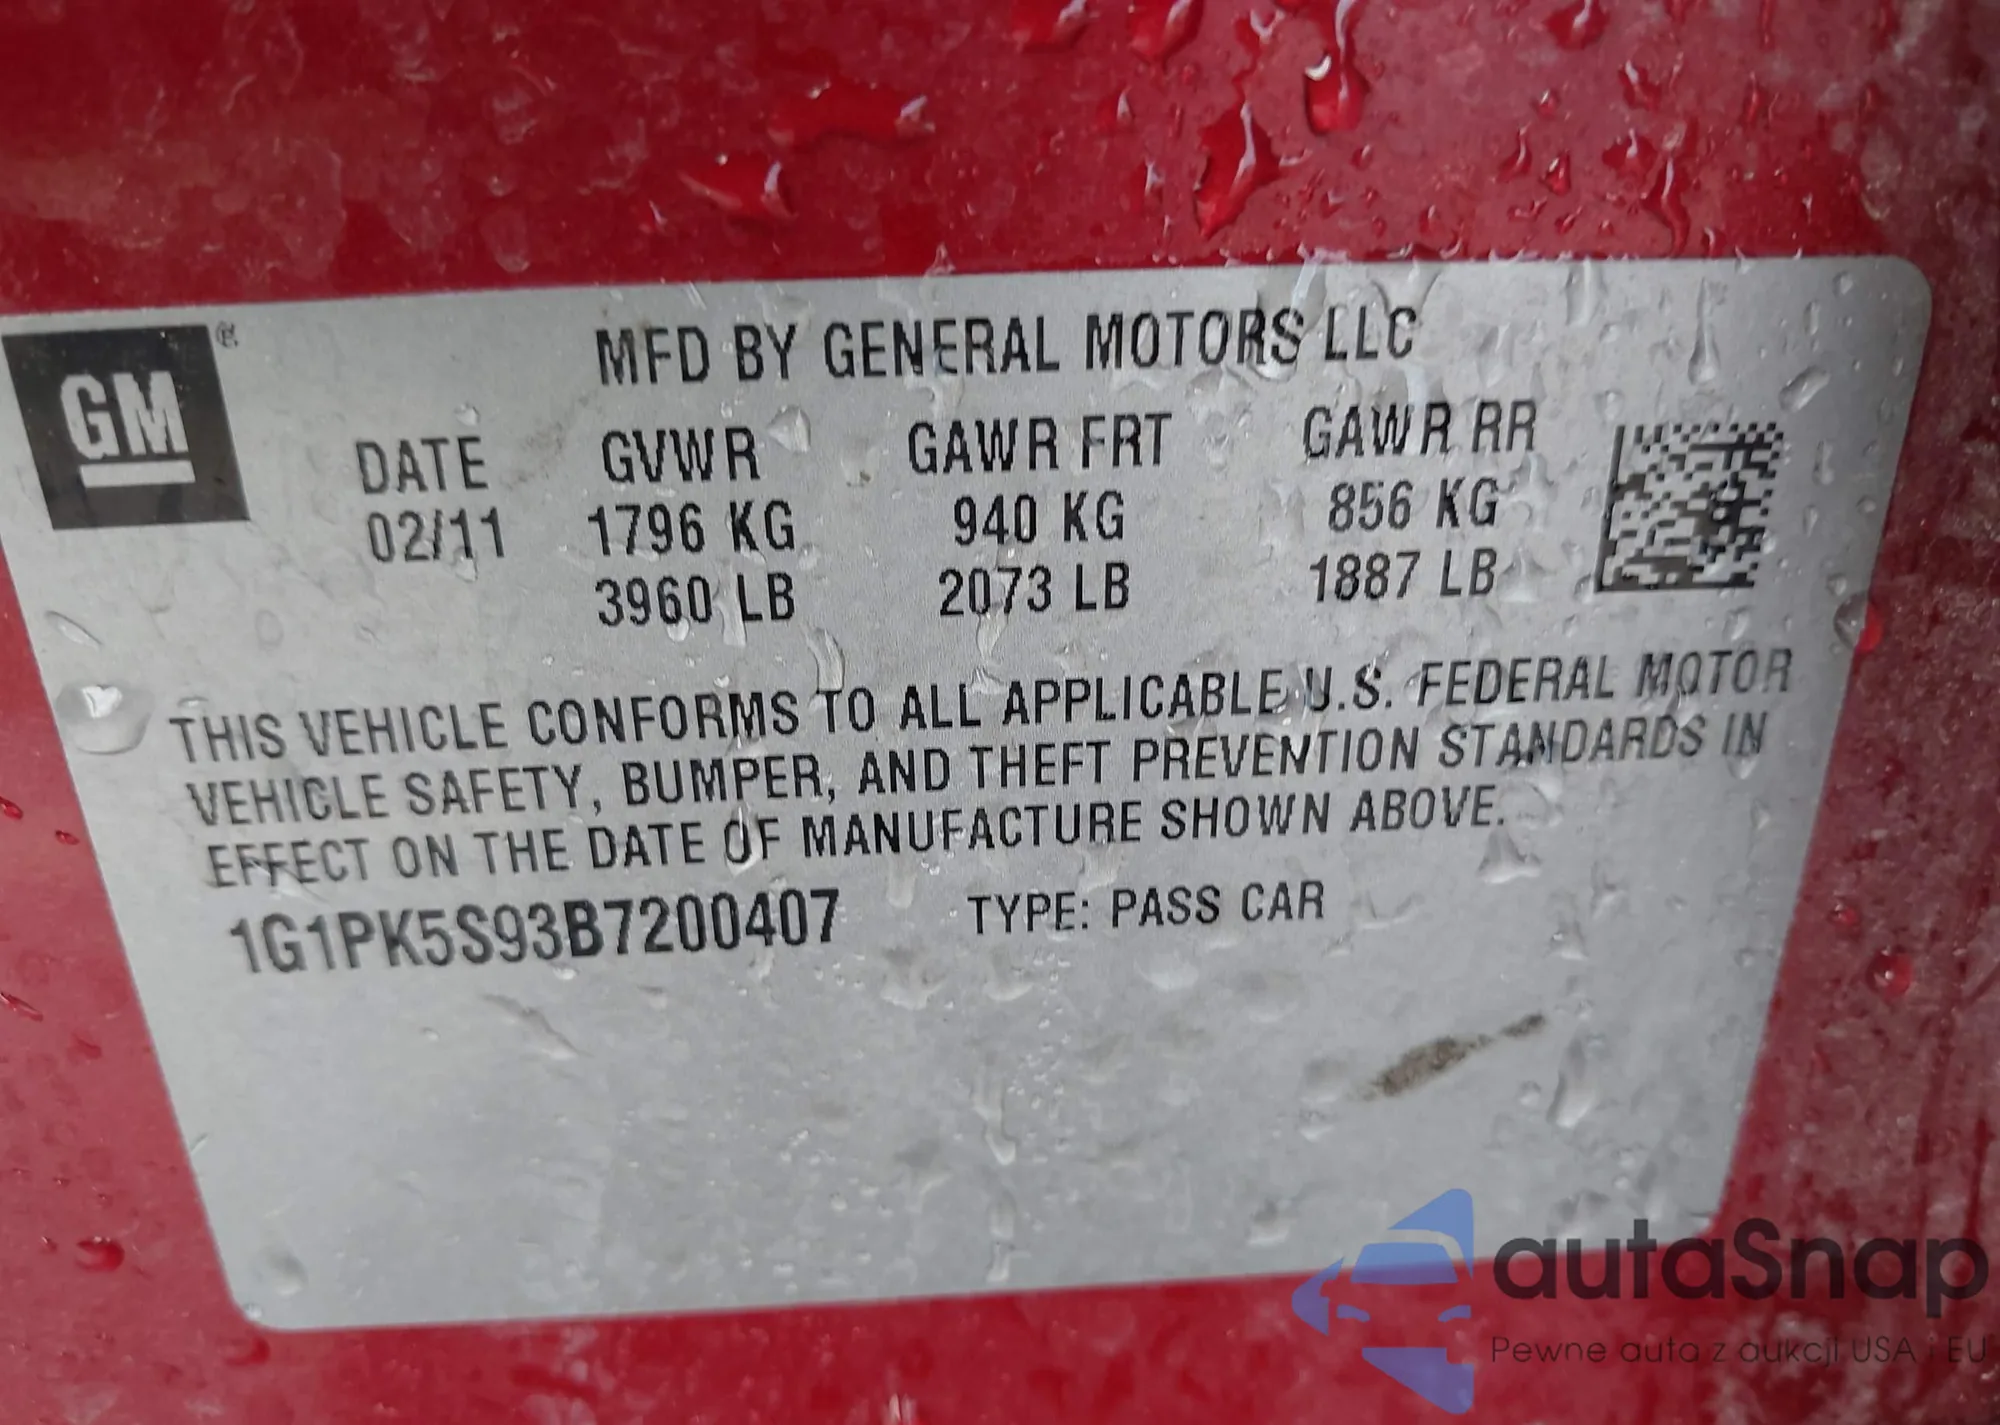 GM ®
MFD BY GENERAL MOTORS LLC
DATE GVWR GAWR FRT GAWR RR
02/11 1796 KG 940 KG 856 KG
3960 LB 2073 LB 1887 LB
THIS VEHICLE CONFORMS TO ALL APPLICABLE U.S. FEDERAL MOTOR
VEHICLE SAFETY, BUMPER, AND THEFT PREVENTION STANDARDS IN
EFFECT ON THE DATE OF MANUFACTURE SHOWN ABOVE.
1G1PK5S93B7200407 TYPE: PASS CAR
autaSnap
Pewne auta z aukcji USA i EU